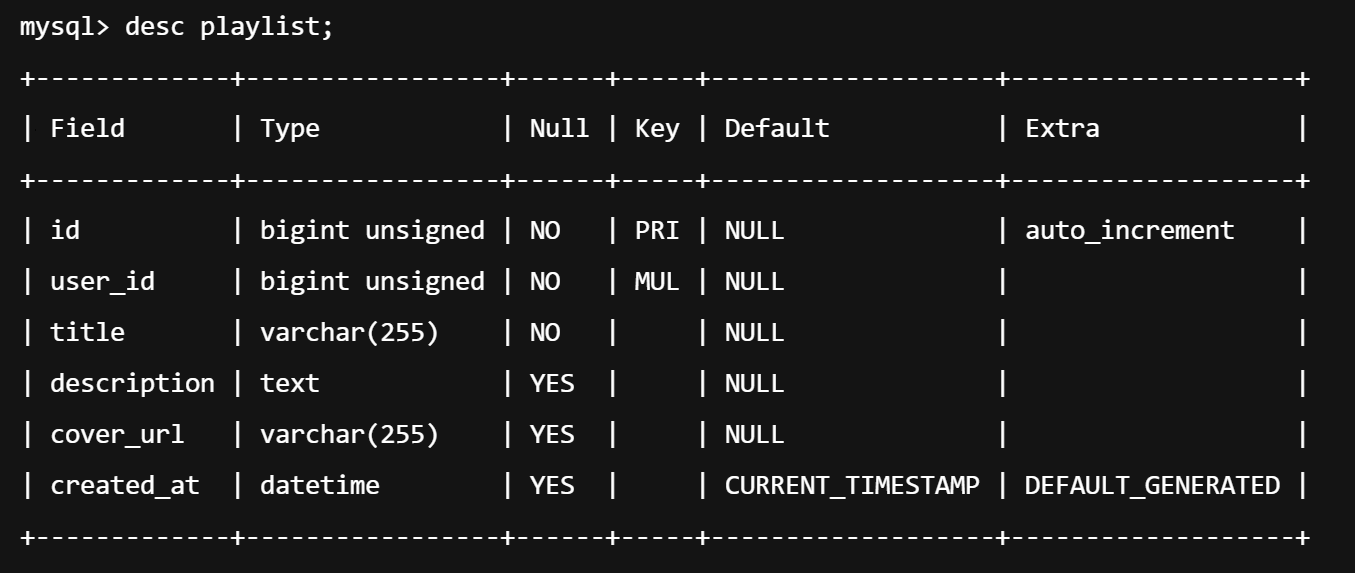 mysql> desc playlist;
+-------------+-----------------+------+-----+-------------------+-------------------+
| Field       | Type            | Null | Key | Default           | Extra             |
+-------------+-----------------+------+-----+-------------------+-------------------+
| id          | bigint unsigned | NO   | PRI | NULL              | auto_increment    |
| user_id     | bigint unsigned | NO   | MUL | NULL              |                   |
| title       | varchar(255)    | NO   |     | NULL              |                   |
| description | text            | YES  |     | NULL              |                   |
| cover_url   | varchar(255)    | YES  |     | NULL              |                   |
| created_at  | datetime        | YES  |     | CURRENT_TIMESTAMP | DEFAULT_GENERATED |
+-------------+-----------------+------+-----+-------------------+-------------------+